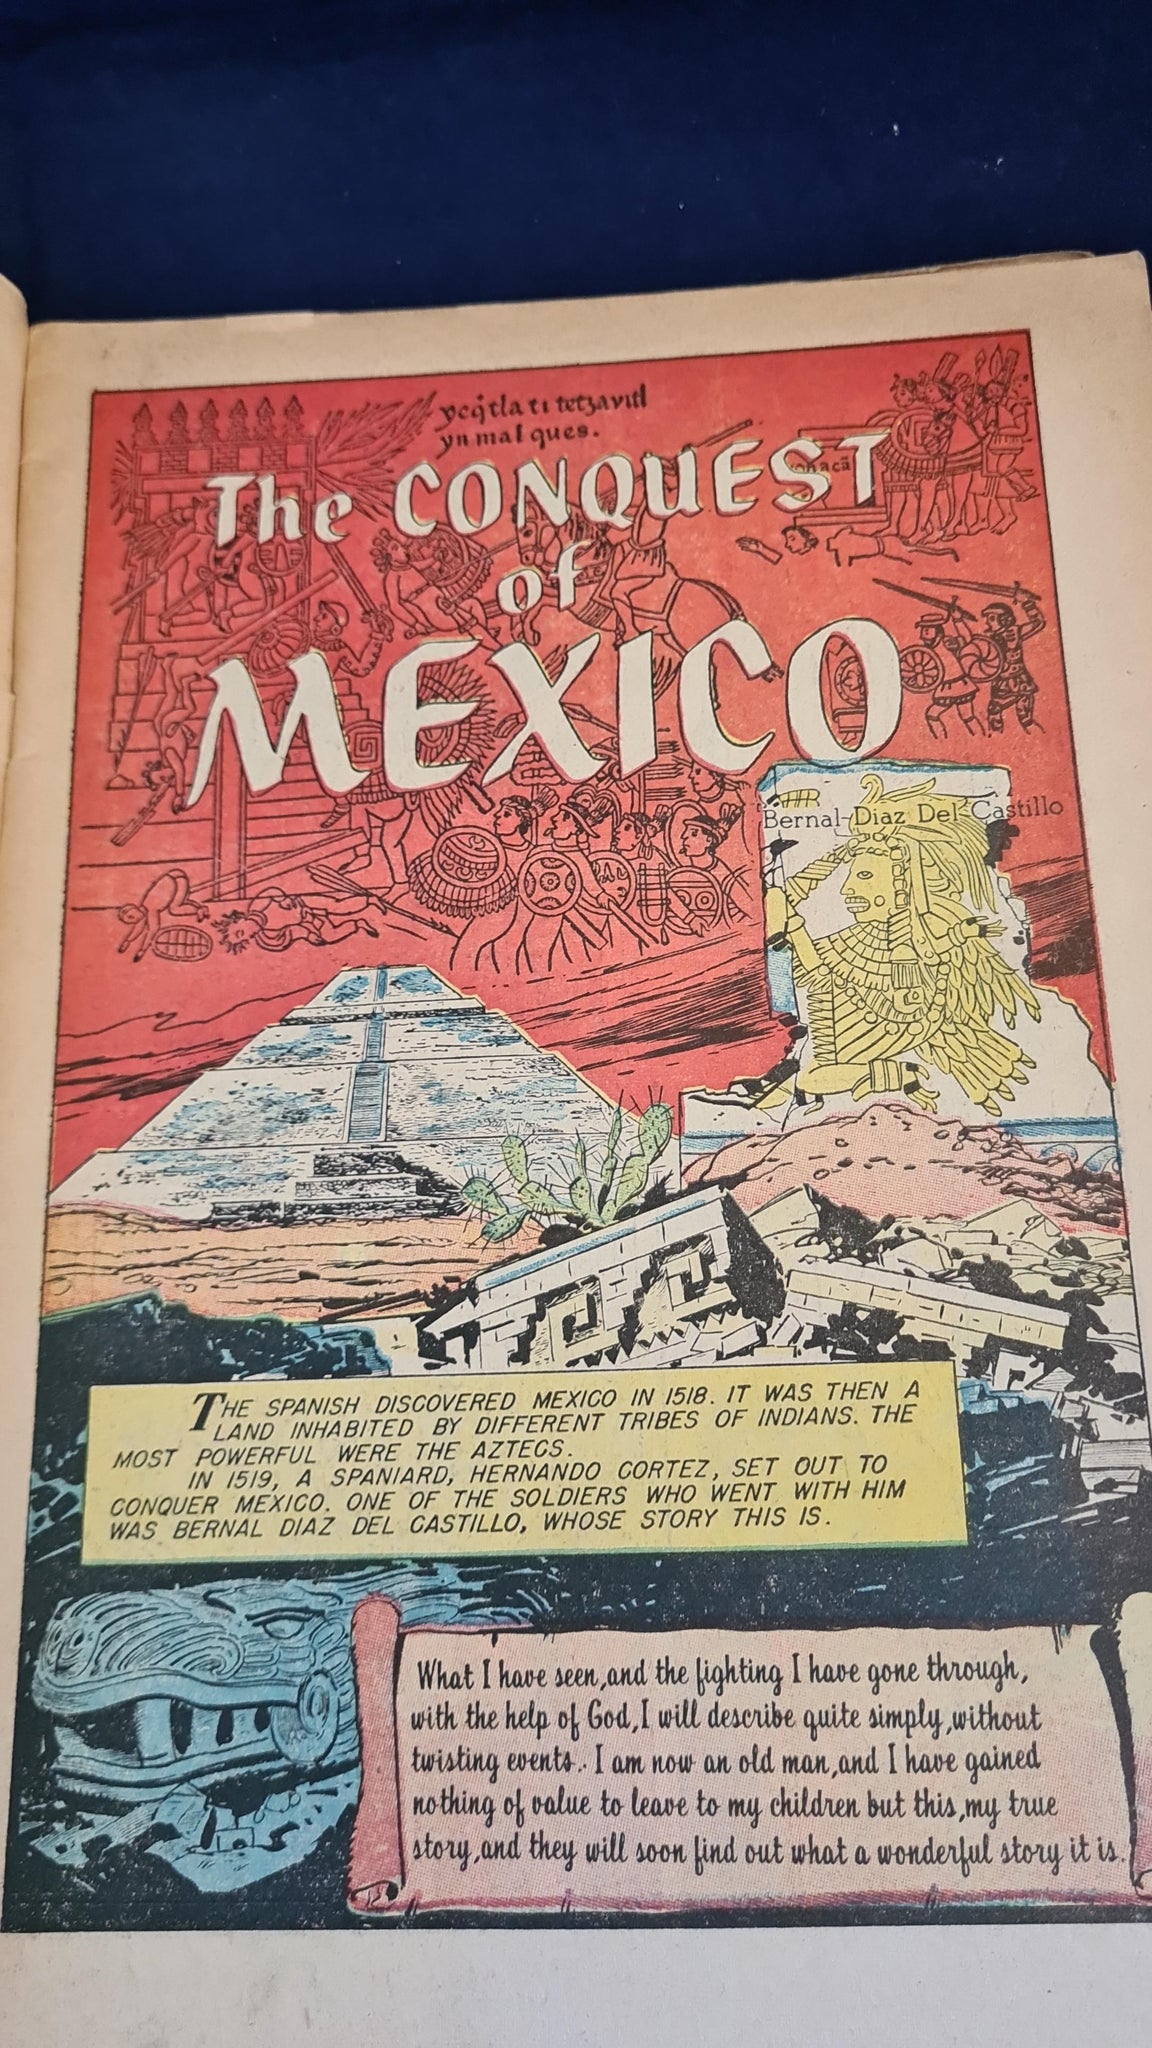 ycq̃tlati tetzavitl
yn malques.
The CONQUEST
of
MEXICO
Bernal Diaz Del Castillo
THE SPANISH DISCOVERED MEXICO IN 1518. IT WAS THEN A
LAND INHABITED BY DIFFERENT TRIBES OF INDIANS. THE
MOST POWERFUL WERE THE AZTECS.
IN 1519, A SPANIARD, HERNANDO CORTEZ, SET OUT TO
CONQUER MEXICO. ONE OF THE SOLDIERS WHO WENT WITH HIM
WAS BERNAL DIAZ DEL CASTILLO, WHOSE STORY THIS IS.
What I have seen, and the fighting I have gone through,
with the help of God, I will describe quite simply, without
twisting events. I am now an old man, and I have gained
nothing of value to leave to my children but this, my true
story, and they will soon find out what a wonderful story it is.